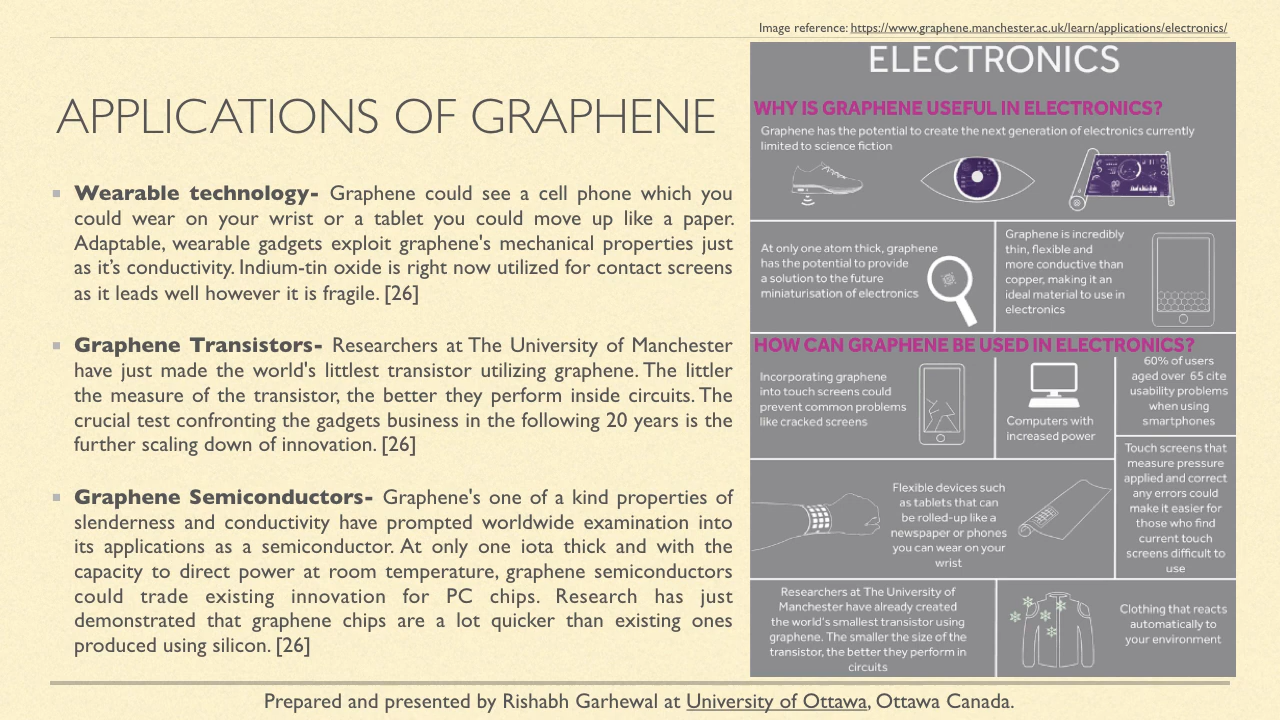 Image reference: https://www.graphene.manchester.ac.uk/learn/applications/electronics/
APPLICATIONS OF GRAPHENE
Wearable technology- Graphene could see a cell phone which you
could wear on your wrist or a tablet you could move up like a paper.
Adaptable, wearable gadgets exploit graphene's mechanical properties just
as it’s conductivity. Indium-tin oxide is right now utilized for contact screens
as it leads well however it is fragile. [26]
Graphene Transistors- Researchers at The University of Manchester
have just made the world's littlest transistor utilizing graphene. The littler
the measure of the transistor, the better they perform inside circuits. The
crucial test confronting the gadgets business in the following 20 years is the
further scaling down of innovation. [26]
Graphene Semiconductors- Graphene's one of a kind properties of
slenderness and conductivity have prompted worldwide examination into
its applications as a semiconductor. At only one iota thick and with the
capacity to direct power at room temperature, graphene semiconductors
could trade existing innovation for PC chips. Research has just
demonstrated that graphene chips are a lot quicker than existing ones
produced using silicon. [26]
ELECTRONICS
WHY IS GRAPHENE USEFUL IN ELECTRONICS?
Graphene has the potential to create the next generation of electronics currently
limited to science fiction
At only one atom thick, graphene
has the potential to provide
a solution to the future
miniaturisation of electronics
Graphene is incredibly
thin, flexible and
more conductive than
copper, making it an
ideal material to use in
electronics
HOW CAN GRAPHENE BE USED IN ELECTRONICS?
Incorporating graphene
into touch screens could
prevent common problems
like cracked screens
Computers with
increased power
60% of users
aged over 65 cite
usability problems
when using
smartphones
Touch screens that
measure pressure
applied and correct
any errors could
make it easier for
those who find
current touch
screens difficult to
use
Flexible devices such
as tablets that can
be rolled-up like a
newspaper or phones
you can wear on your
wrist
Researchers at The University of
Manchester have already created
the world's smallest transistor using
graphene. The smaller the size of the
transistor, the better they perform in
circuits
Clothing that reacts
automatically to
your environment
Prepared and presented by Rishabh Garhewal at University of Ottawa, Ottawa Canada.